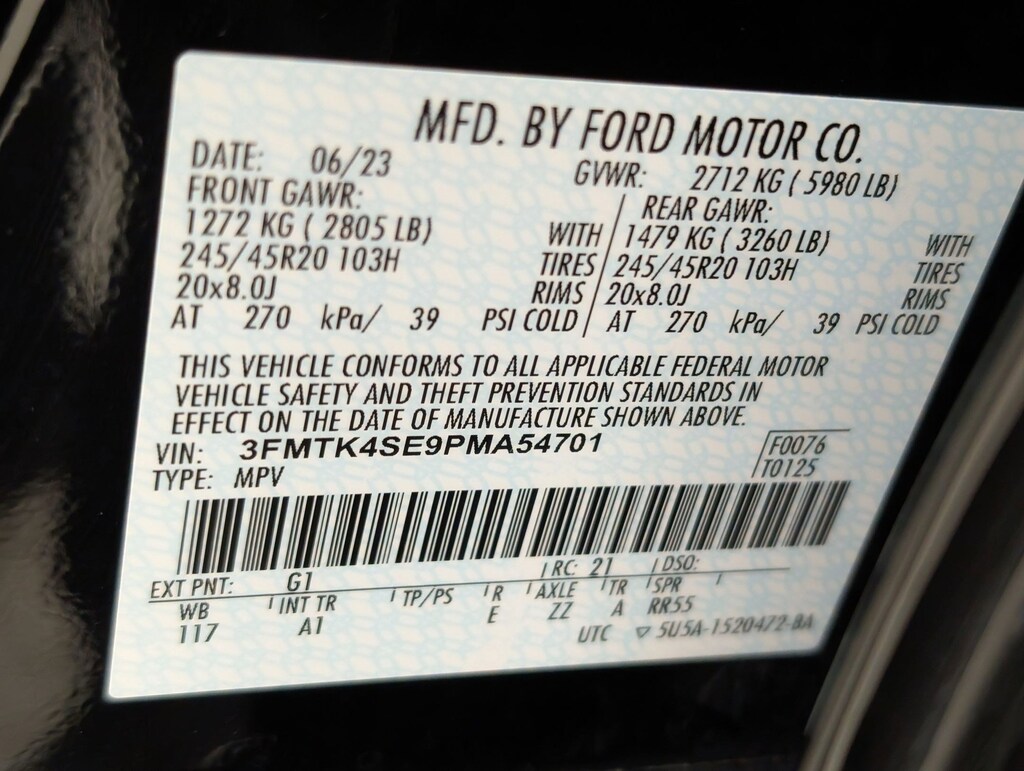 MFD. BY FORD MOTOR CO.
DATE: 06/23 GVWR: 2712 KG ( 5980 LB)
FRONT GAWR: REAR GAWR:
1272 KG ( 2805 LB) WITH 1479 KG ( 3260 LB) WITH
245/45R20 103H TIRES 245/45R20 103H TIRES
20x8.0J RIMS 20x8.0J RIMS
AT 270 kPa/ 39 PSI COLD AT 270 kPa/ 39 PSI COLD
THIS VEHICLE CONFORMS TO ALL APPLICABLE FEDERAL MOTOR
VEHICLE SAFETY AND THEFT PREVENTION STANDARDS IN
EFFECT ON THE DATE OF MANUFACTURE SHOWN ABOVE.
VIN: 3FMTK4SE9PMA54701 F0076
TYPE: MPV T0125
EXT PNT: G1 RC: 21 DSO:
WB INT TR TP/PS R AXLE TR SPR
117 A1 E ZZ A RR55
UTC ▽ 5U5A-1520472-BA